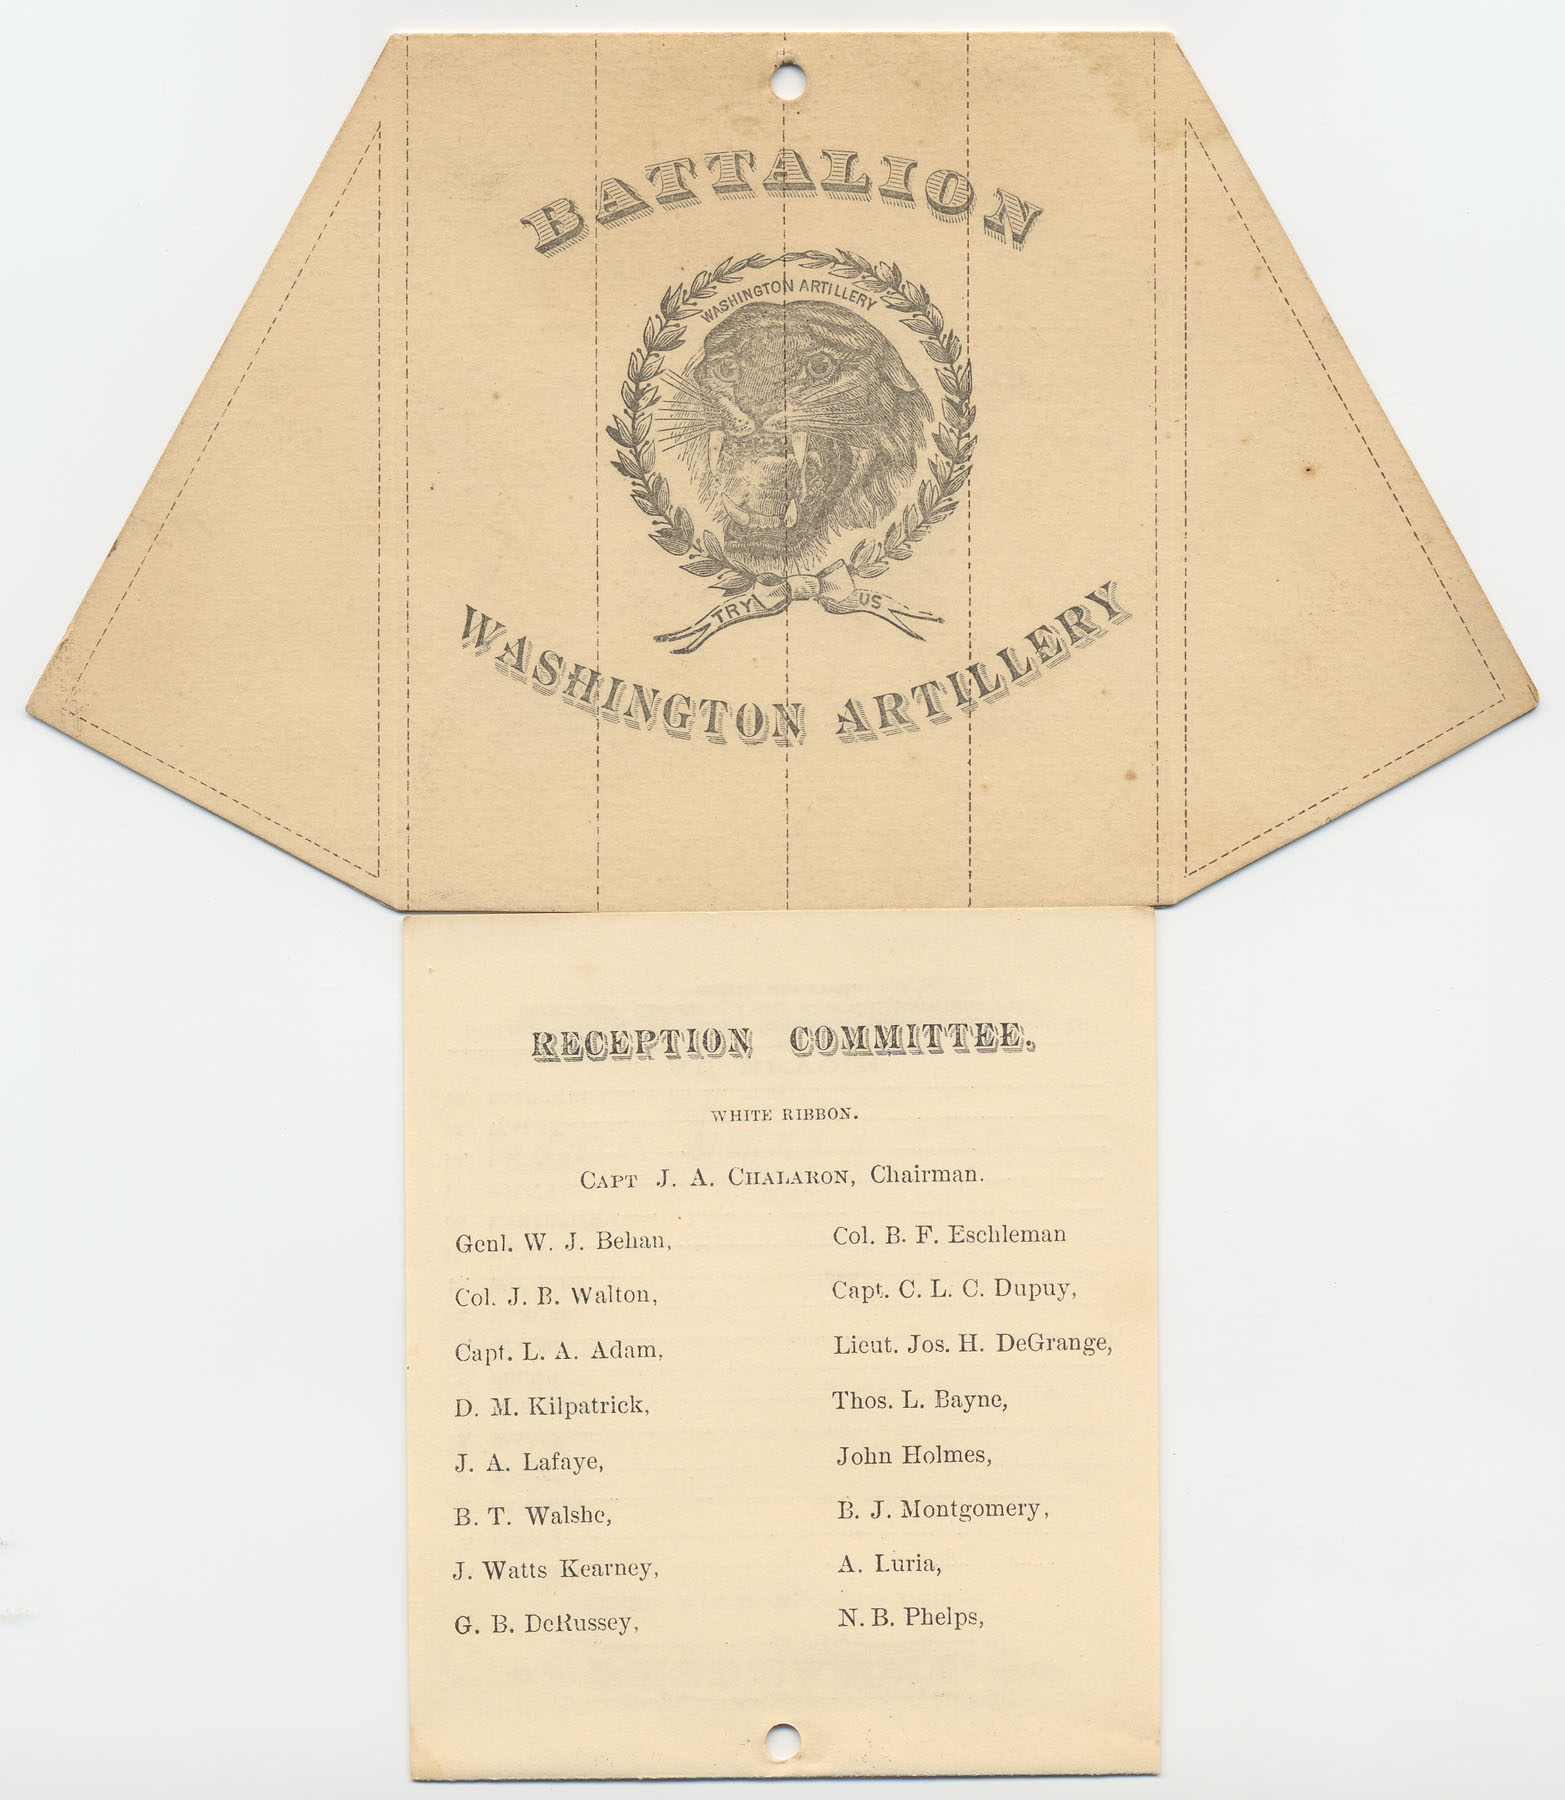 BATTALION
WASHINGTON ARTILLERY
TRY US
WASHINGTON ARTILLERY
RECEPTION COMMITTEE.
WHITE RIBBON.
CAPT J. A. CHALARON, Chairman.
Genl. W. J. Behan, Col. B. F. Eschleman
Col. J. B. Walton, Capt. C. L. C. Dupuy,
Capt. L. A. Adam, Lieut. Jos. H. DeGrange,
D. M. Kilpatrick, Thos. L. Bayne,
J. A. Lafaye, John Holmes,
B. T. Walshe, B. J. Montgomery,
J. Watts Kearney, A. Luria,
G. B. DeRussey, N. B. Phelps,